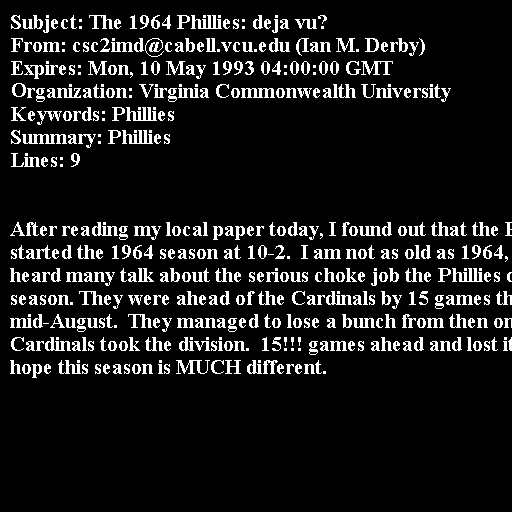 Subject: The 1964 Phillies: deja vu?
From: csc2imd@cabell.vcu.edu (Ian M. Derby)
Expires: Mon, 10 May 1993 04:00:00 GMT
Organization: Virginia Commonwealth University
Keywords: Phillies
Summary: Phillies
Lines: 9
After reading my local paper today, I found out that the
started the 1964 season at 10-2. I am not as old as 1964,
heard many talk about the serious choke job the Phillies
season. They were ahead of the Cardinals by 15 games
mid-August. They managed to lose a bunch from then on
Cardinals took the division. 15!!! games ahead and lost it
hope this season is MUCH different.